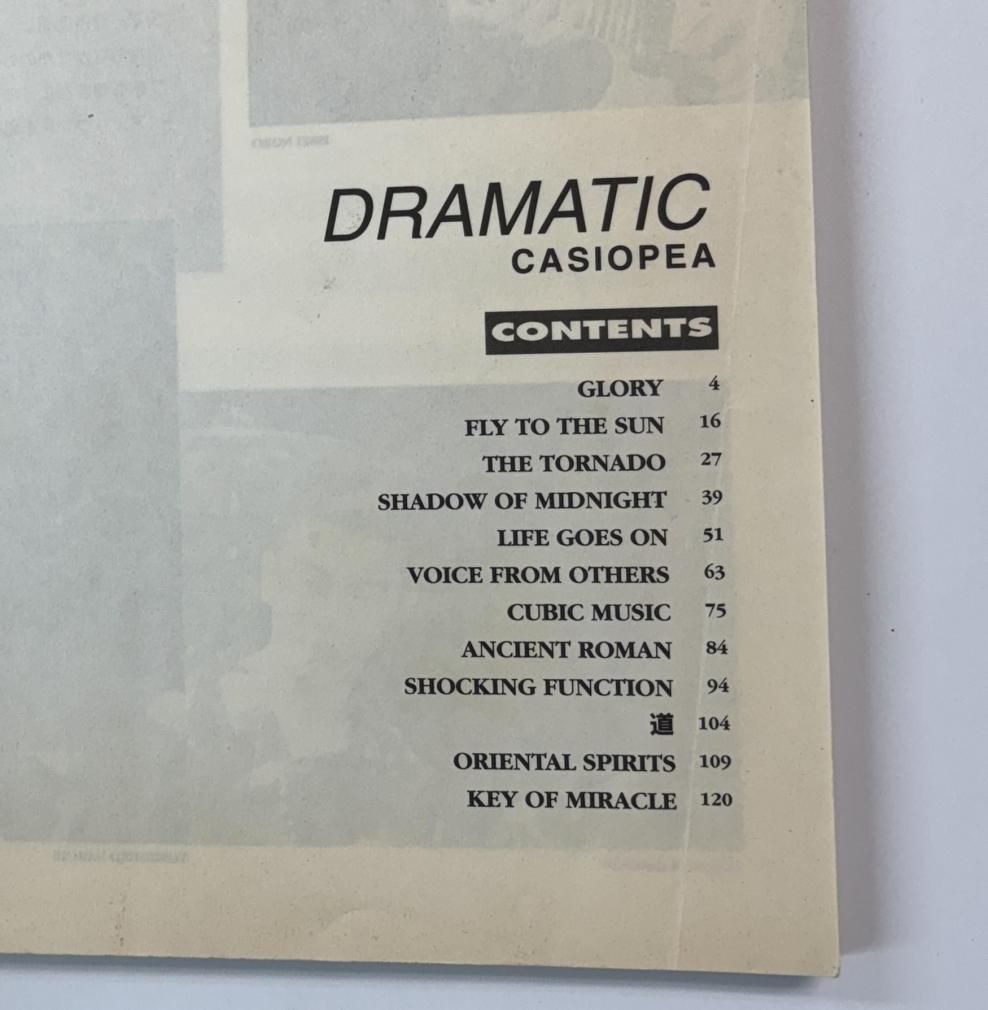 DRAMATIC
CASIOPEA
CONTENTS
GLORY 4
FLY TO THE SUN 16
THE TORNADO 27
SHADOW OF MIDNIGHT 39
LIFE GOES ON 51
VOICE FROM OTHERS 63
CUBIC MUSIC 75
ANCIENT ROMAN 84
SHOCKING FUNCTION 94
道 104
ORIENTAL SPIRITS 109
KEY OF MIRACLE 120